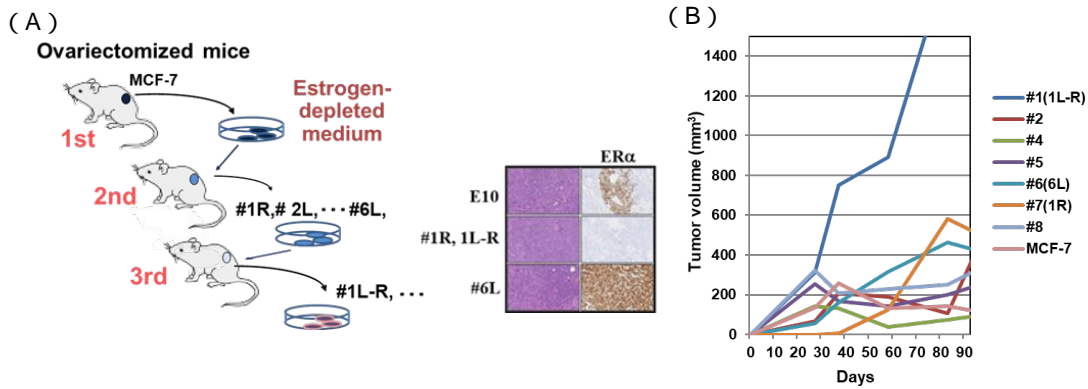 （A）
Ovariectomized mice
MCF-7
Estrogen-
depleted
medium
1st
2nd
#1R,# 2L, ･･･ #6L,
3rd
#1L-R, ･･･
ERα
E10
#1R, 1L-R
#6L
（B）
Tumor volume (mm³)
1400
1200
1000
800
600
400
200
0
0 10 20 30 40 50 60 70 80 90
Days
#1(1L-R)
#2
#4
#5
#6(6L)
#7(1R)
#8
MCF-7